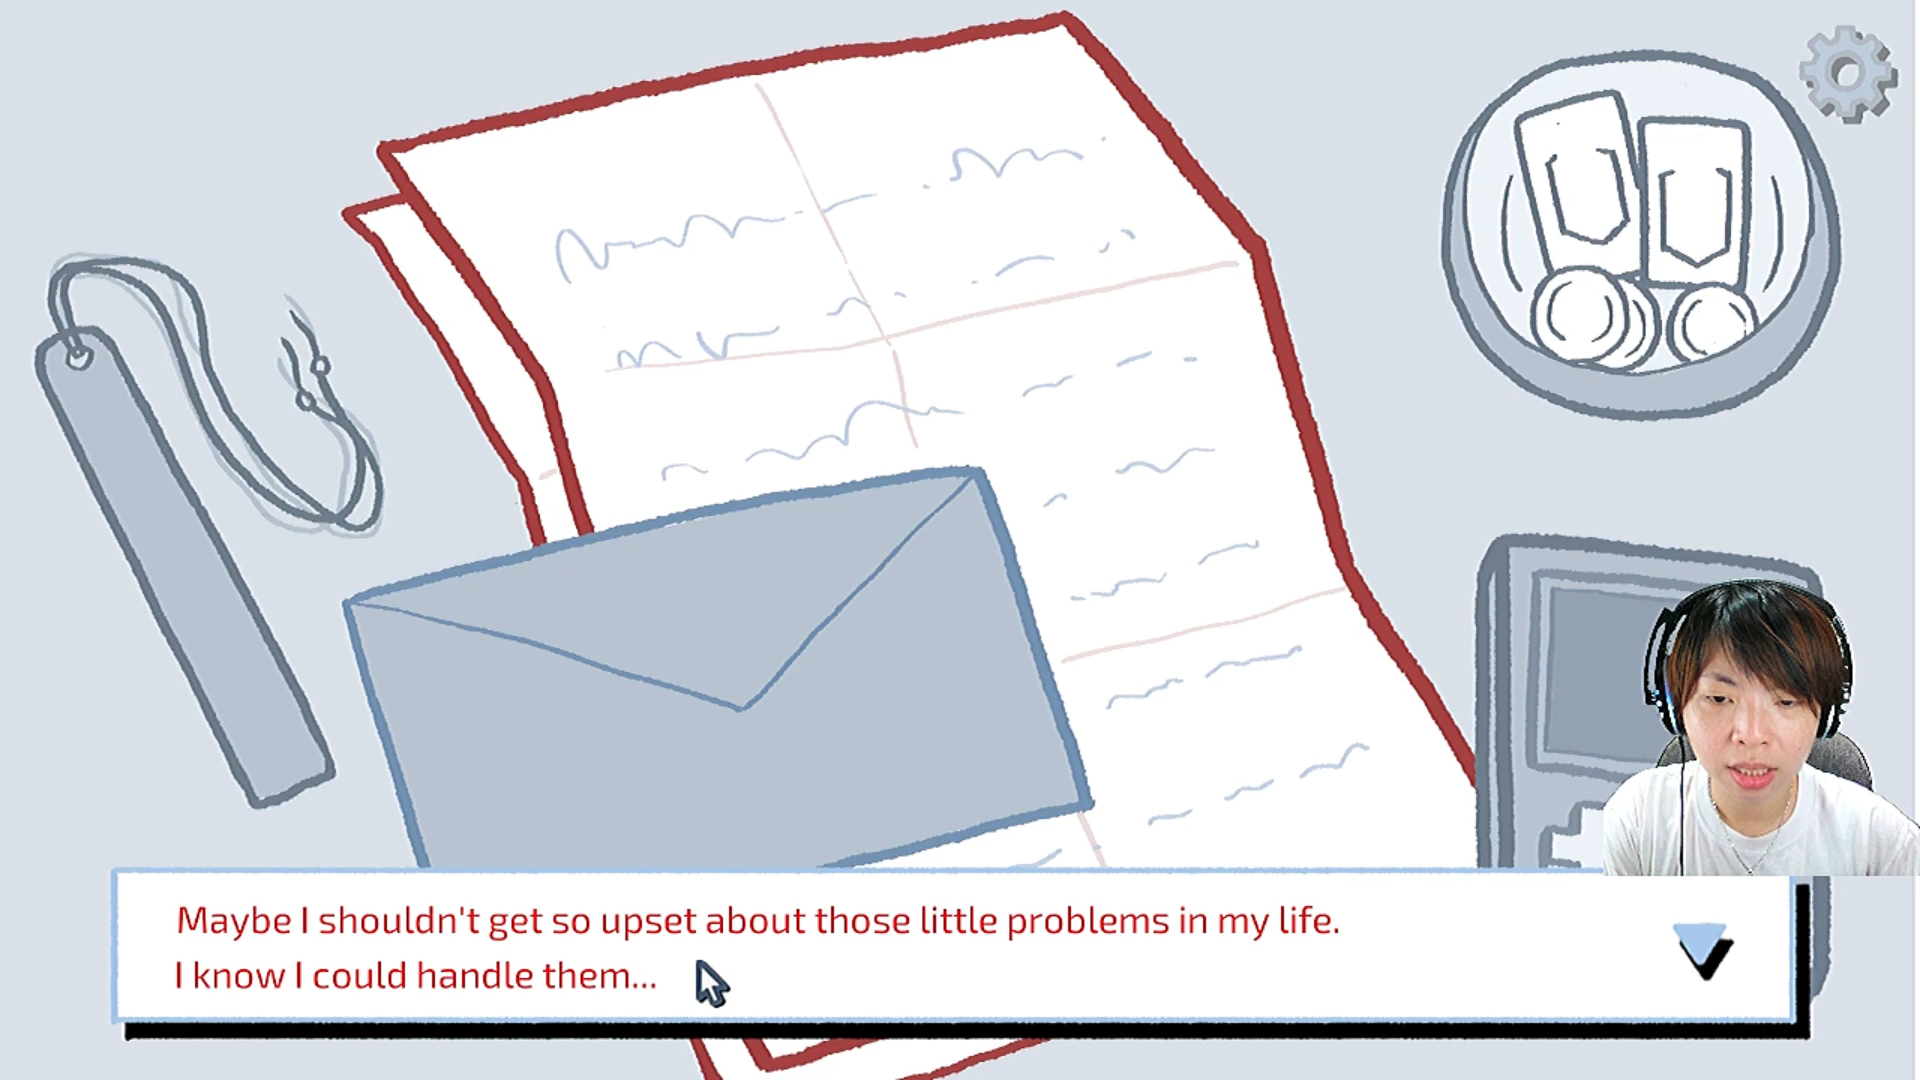 Maybe I shouldn't get so upset about those little problems in my life.
I know I could handle them...